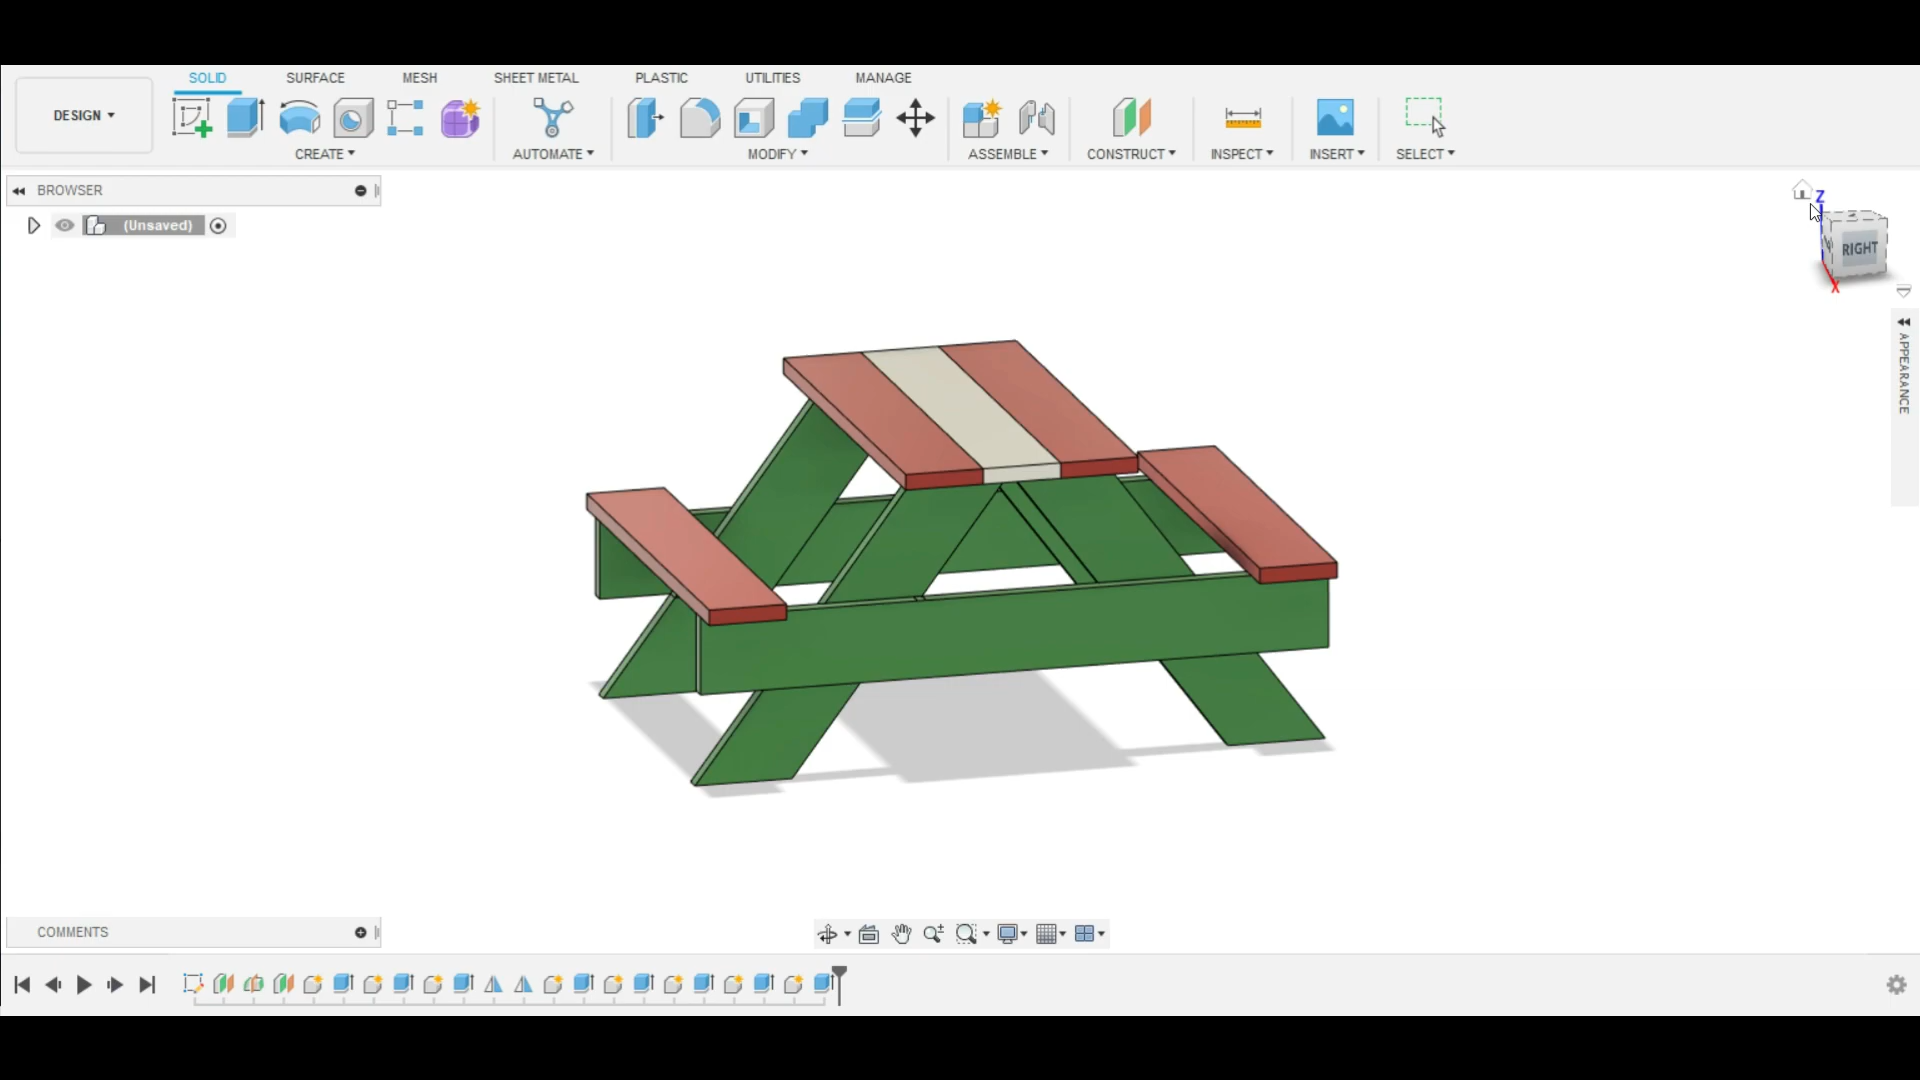 SOLID SURFACE MESH SHEET METAL PLASTIC UTILITIES MANAGE
DESIGN
CREATE AUTOMATE MODIFY ASSEMBLE CONSTRUCT INSPECT INSERT SELECT
BROWSER
(Unsaved)
Z
RIGHT
X
APPEARANCE
COMMENTS